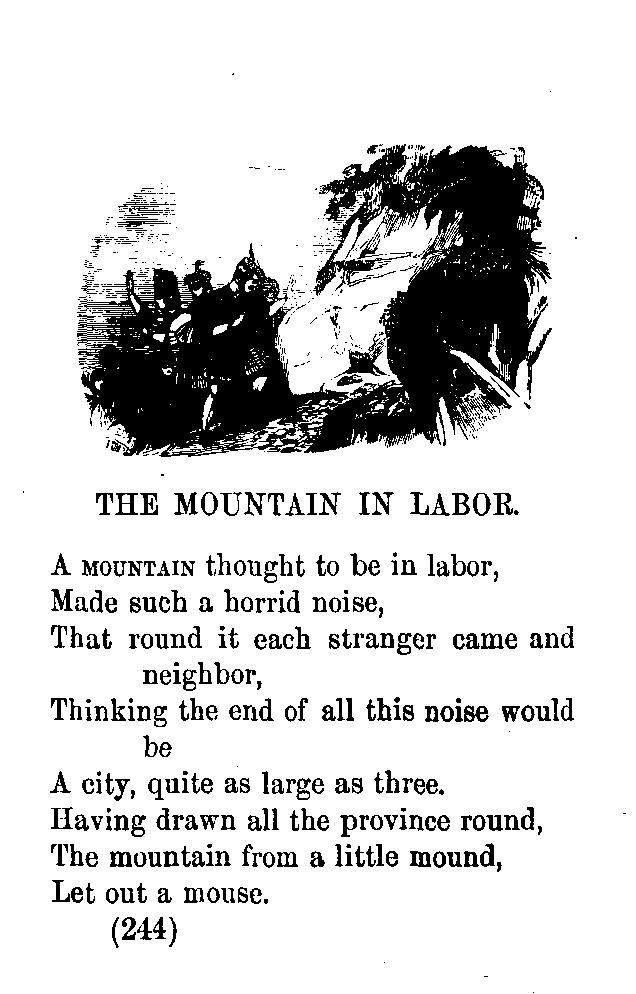 THE MOUNTAIN IN LABOR.
A MOUNTAIN thought to be in labor,
Made such a horrid noise,
That round it each stranger came and
neighbor,
Thinking the end of all this noise would
be
A city, quite as large as three.
Having drawn all the province round,
The mountain from a little mound,
Let out a mouse.
(244)